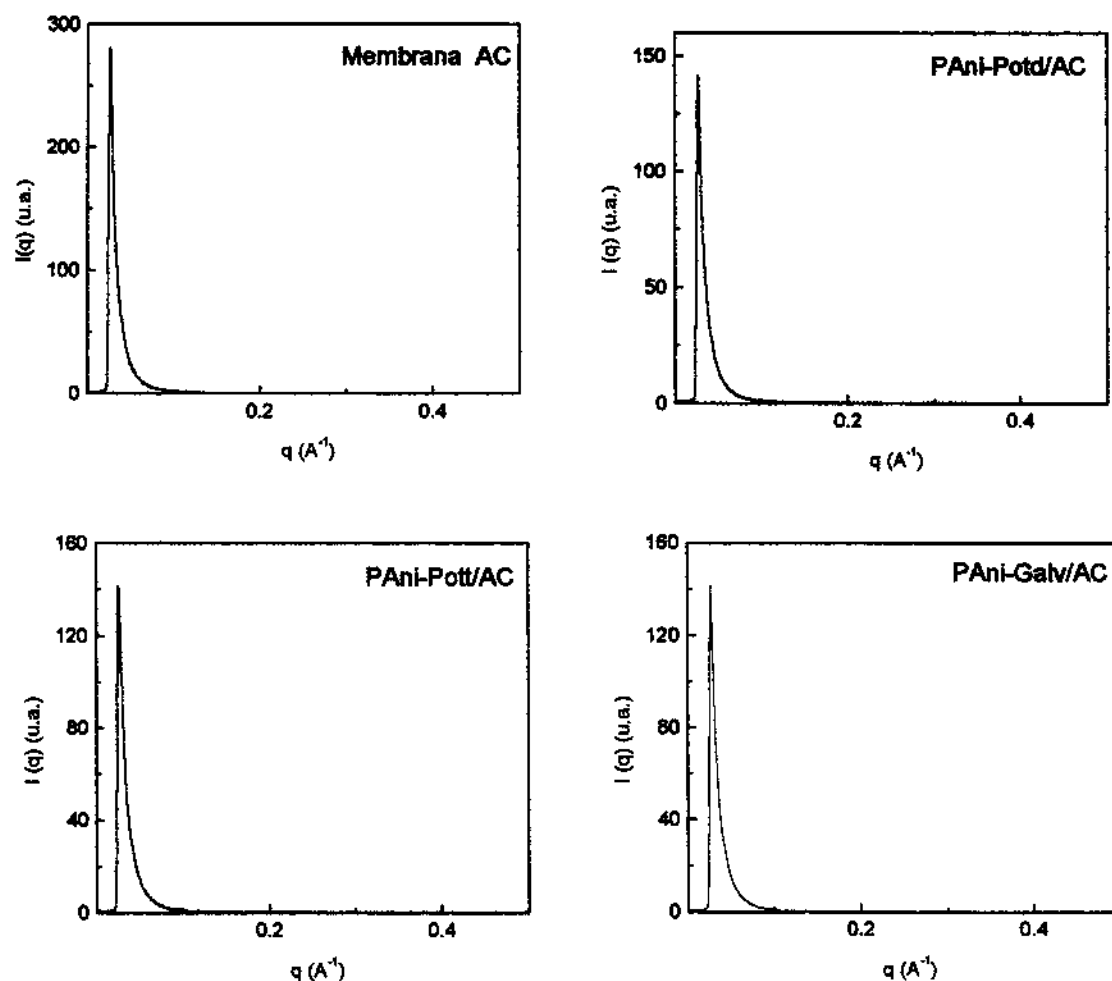 Membrana AC
300
200
100
0
I(q) (u.a.)
0.2
0.4
q (A⁻¹)
PAni-Potd/AC
150
100
50
0
I (q) (u.a.)
0.2
0.4
q (A⁻¹)
PAni-Pott/AC
160
120
80
40
0
I (q) (u.a.)
0.2
0.4
q (A⁻¹)
PAni-Galv/AC
160
120
80
40
0
I (q) (u.a.)
0.2
0.4
q (A⁻¹)